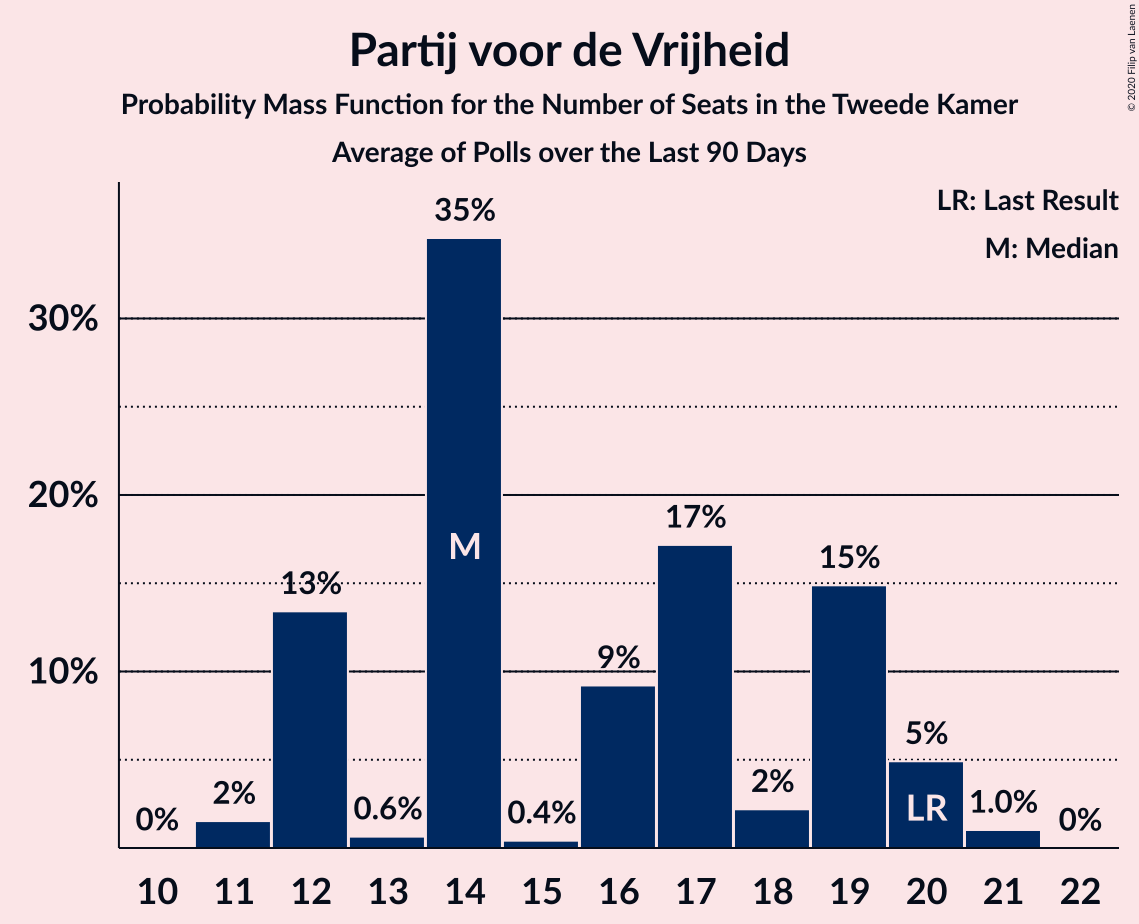 Partij voor de Vrijheid
Probability Mass Function for the Number of Seats in the Tweede Kamer
Average of Polls over the Last 90 Days
© 2020 Filip van Laenen
LR: Last Result
M: Median
30%
20%
10%
0%
2%
13%
0.6%
35%
M
0.4%
9%
17%
2%
15%
5%
LR
1.0%
0%
10 11 12 13 14 15 16 17 18 19 20 21 22